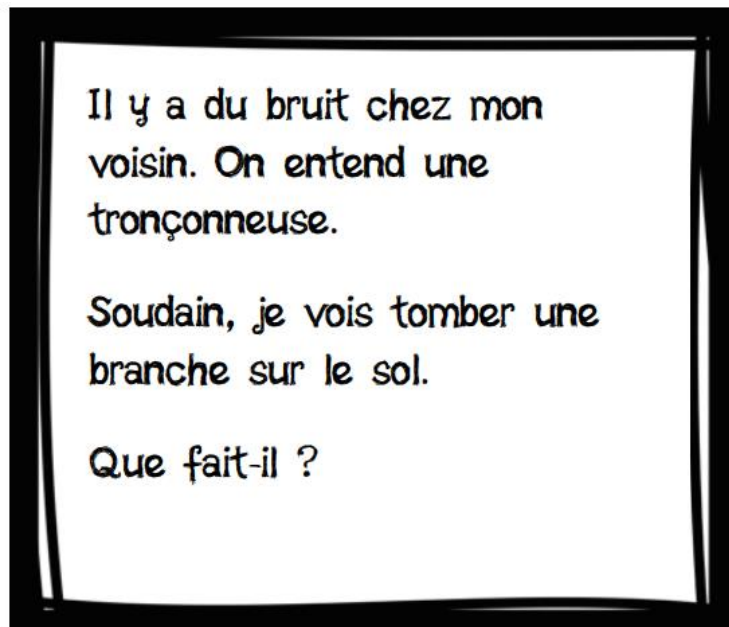 Il y a du bruit chez mon
voisin. On entend une
tronçonneuse.
Soudain, je vois tomber une
branche sur le sol.
Que fait-il ?